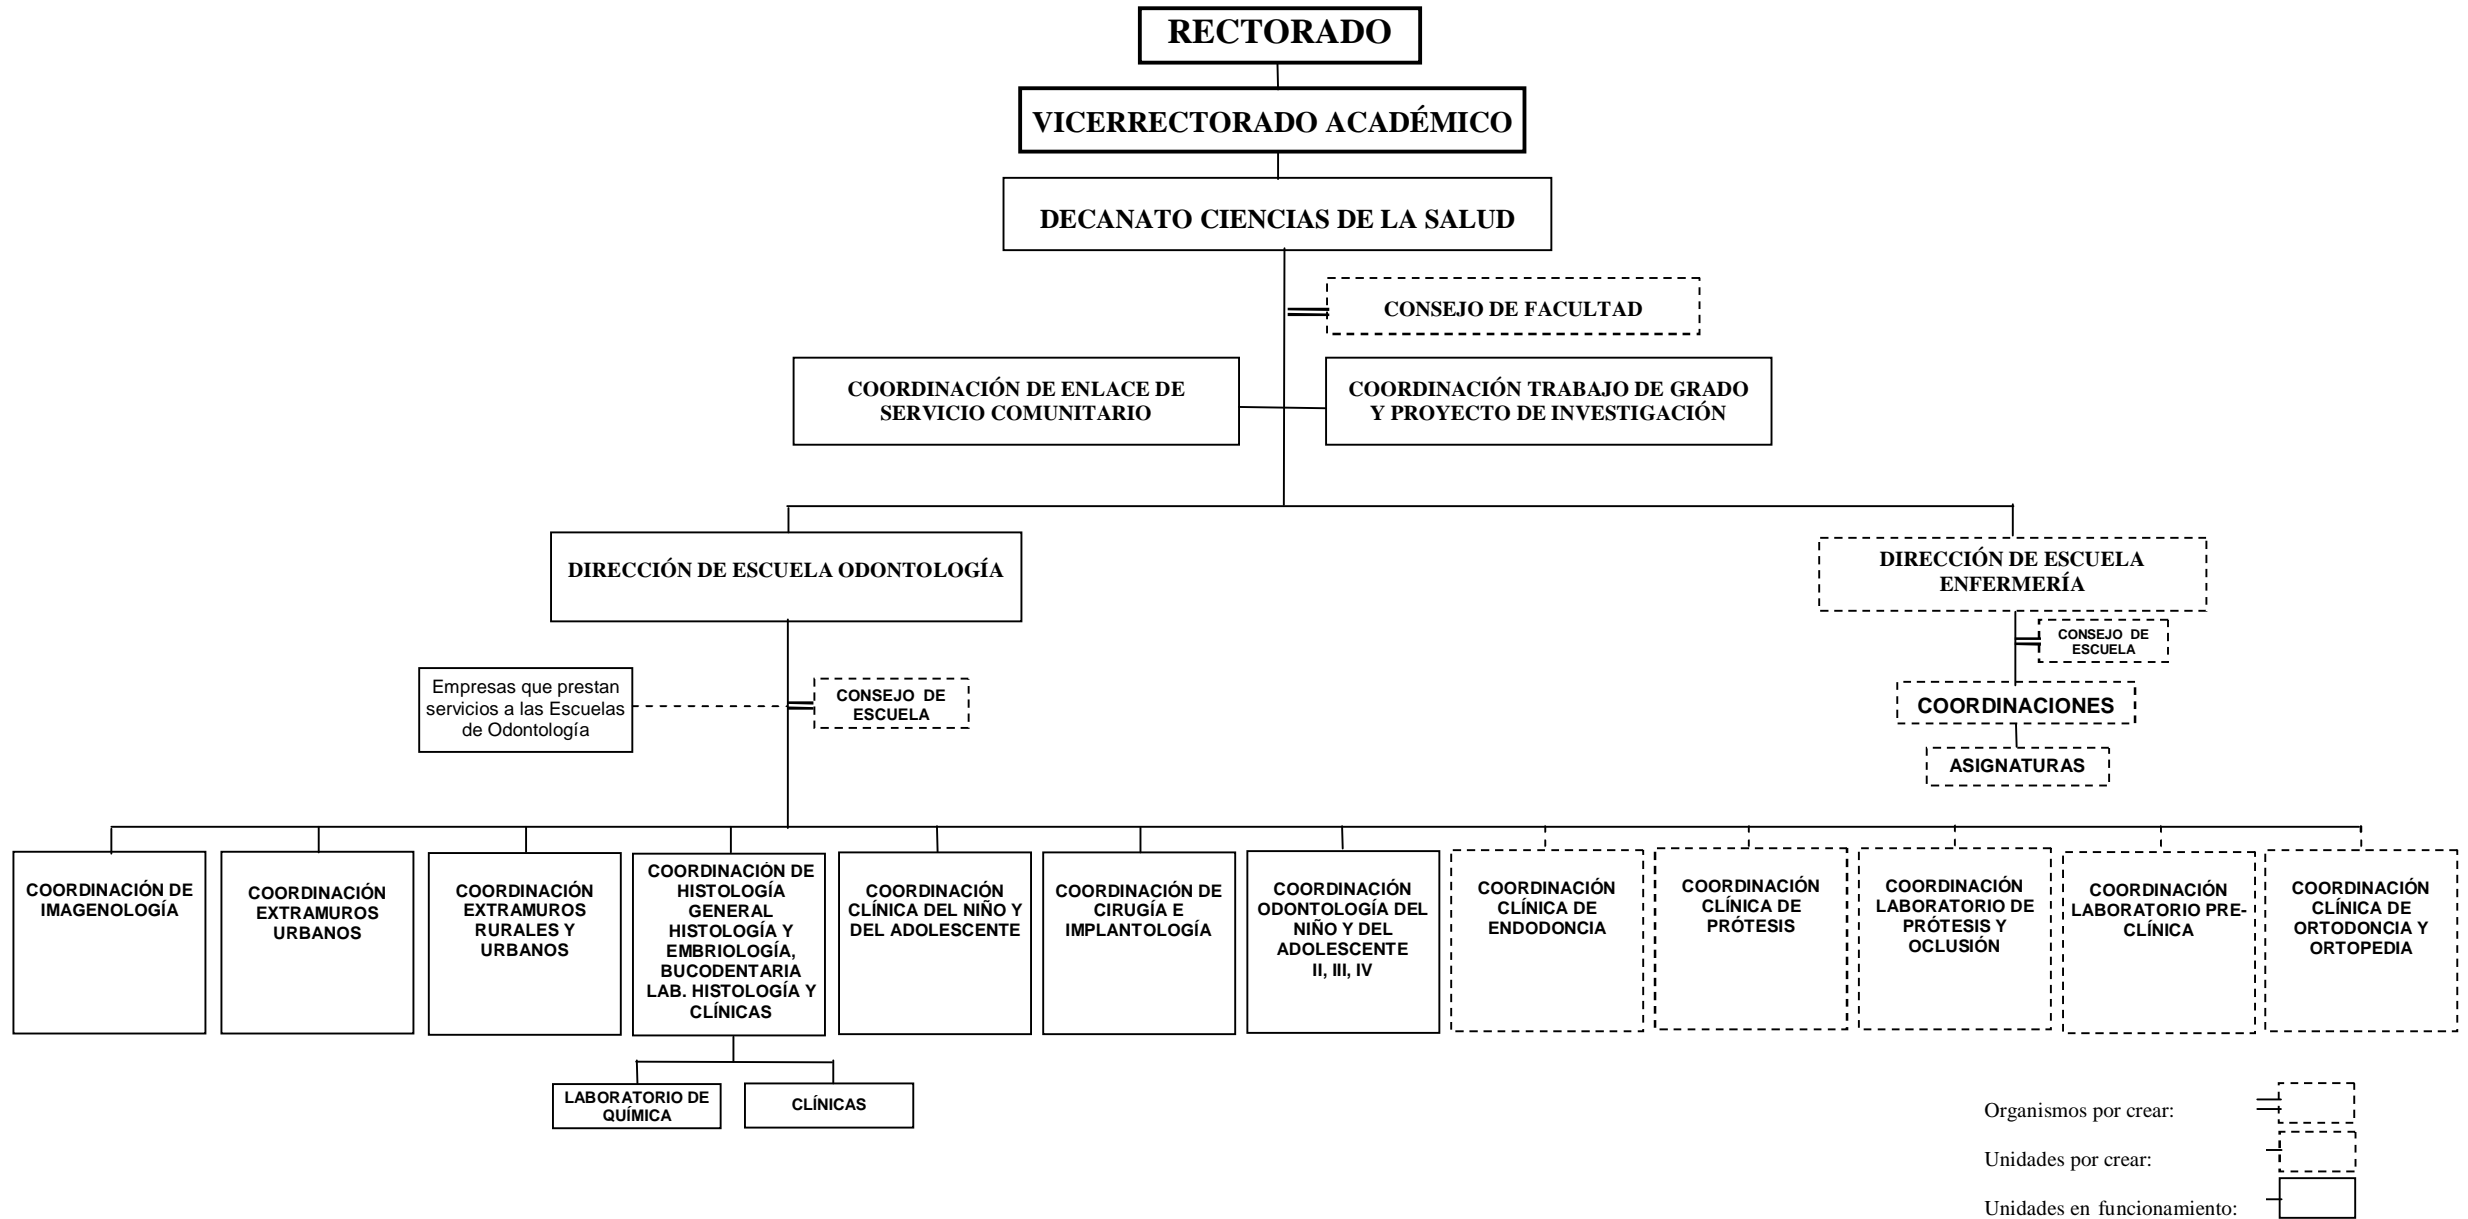 RECTORADO
VICERRECTORADO ACADÉMICO
DECANATO CIENCIAS DE LA SALUD
CONSEJO DE FACULTAD
COORDINACIÓN DE ENLACE DE
SERVICIO COMUNITARIO
COORDINACIÓN TRABAJO DE GRADO
Y PROYECTO DE INVESTIGACIÓN
DIRECCIÓN DE ESCUELA ODONTOLOGÍA
DIRECCIÓN DE ESCUELA
ENFERMERÍA
CONSEJO DE
ESCUELA
Empresas que prestan
servicios a las Escuelas
de Odontología
CONSEJO DE
ESCUELA
COORDINACIONES
ASIGNATURAS
COORDINACIÓN DE
IMAGENOLOGÍA
COORDINACIÓN
EXTRAMUROS
URBANOS
COORDINACIÓN
EXTRAMUROS
RURALES Y
URBANOS
COORDINACIÓN DE
HISTOLOGÍA
GENERAL
HISTOLOGÍA Y
EMBRIOLOGÍA,
BUCODENTARIA
LAB. HISTOLOGÍA Y
CLÍNICAS
COORDINACIÓN
CLÍNICA DEL NIÑO Y
DEL ADOLESCENTE
COORDINACIÓN DE
CIRUGÍA E
IMPLANTOLOGÍA
COORDINACIÓN
ODONTOLOGÍA DEL
NIÑO Y DEL
ADOLESCENTE
II, III, IV
COORDINACIÓN
CLÍNICA DE
ENDODONCIA
COORDINACIÓN
CLÍNICA DE
PRÓTESIS
COORDINACIÓN
LABORATORIO DE
PRÓTESIS Y
OCLUSIÓN
COORDINACIÓN
LABORATORIO PRE-
CLÍNICA
COORDINACIÓN
CLÍNICA DE
ORTODONCIA Y
ORTOPEDIA
LABORATORIO DE
QUÍMICA
CLÍNICAS
Organismos por crear:
Unidades por crear:
Unidades en funcionamiento: